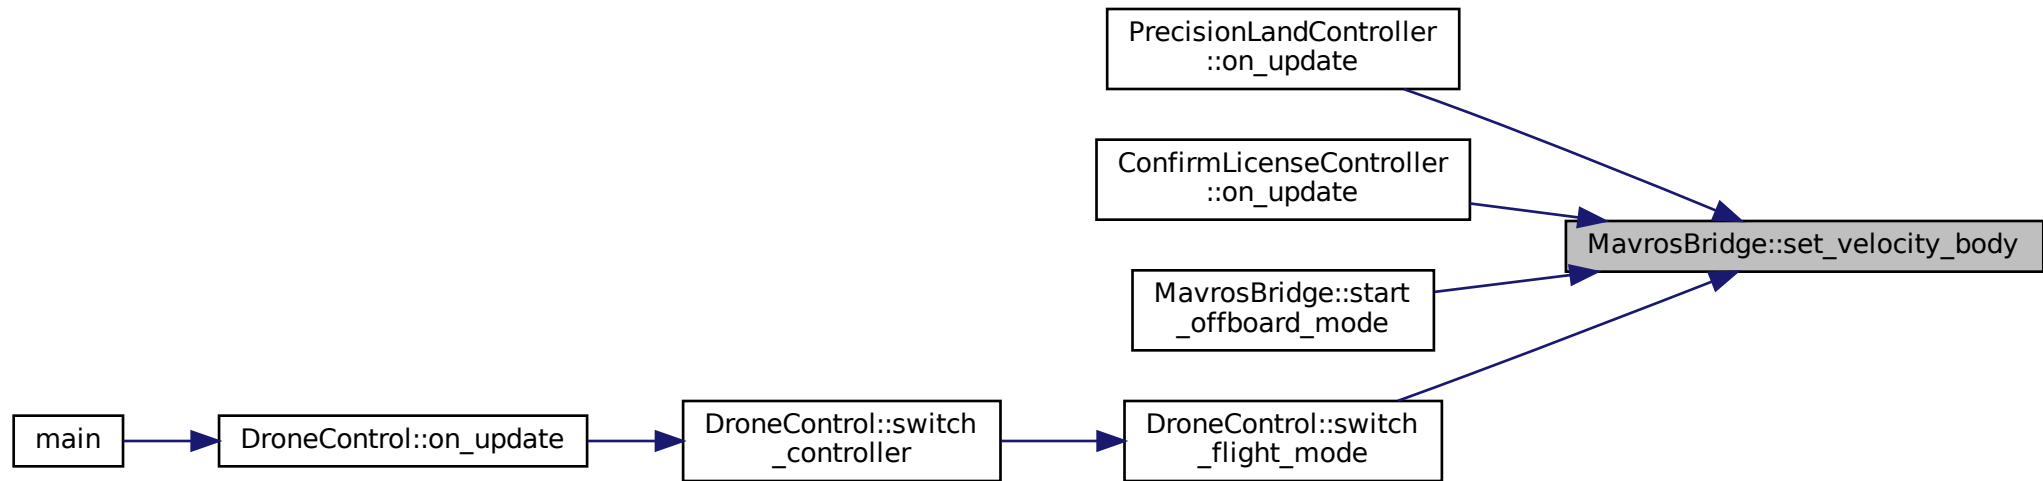 PrecisionLandController
::on_update
ConfirmLicenseController
::on_update
MavrosBridge::set_velocity_body
MavrosBridge::start
_offboard_mode
main
DroneControl::on_update
DroneControl::switch
_controller
DroneControl::switch
_flight_mode